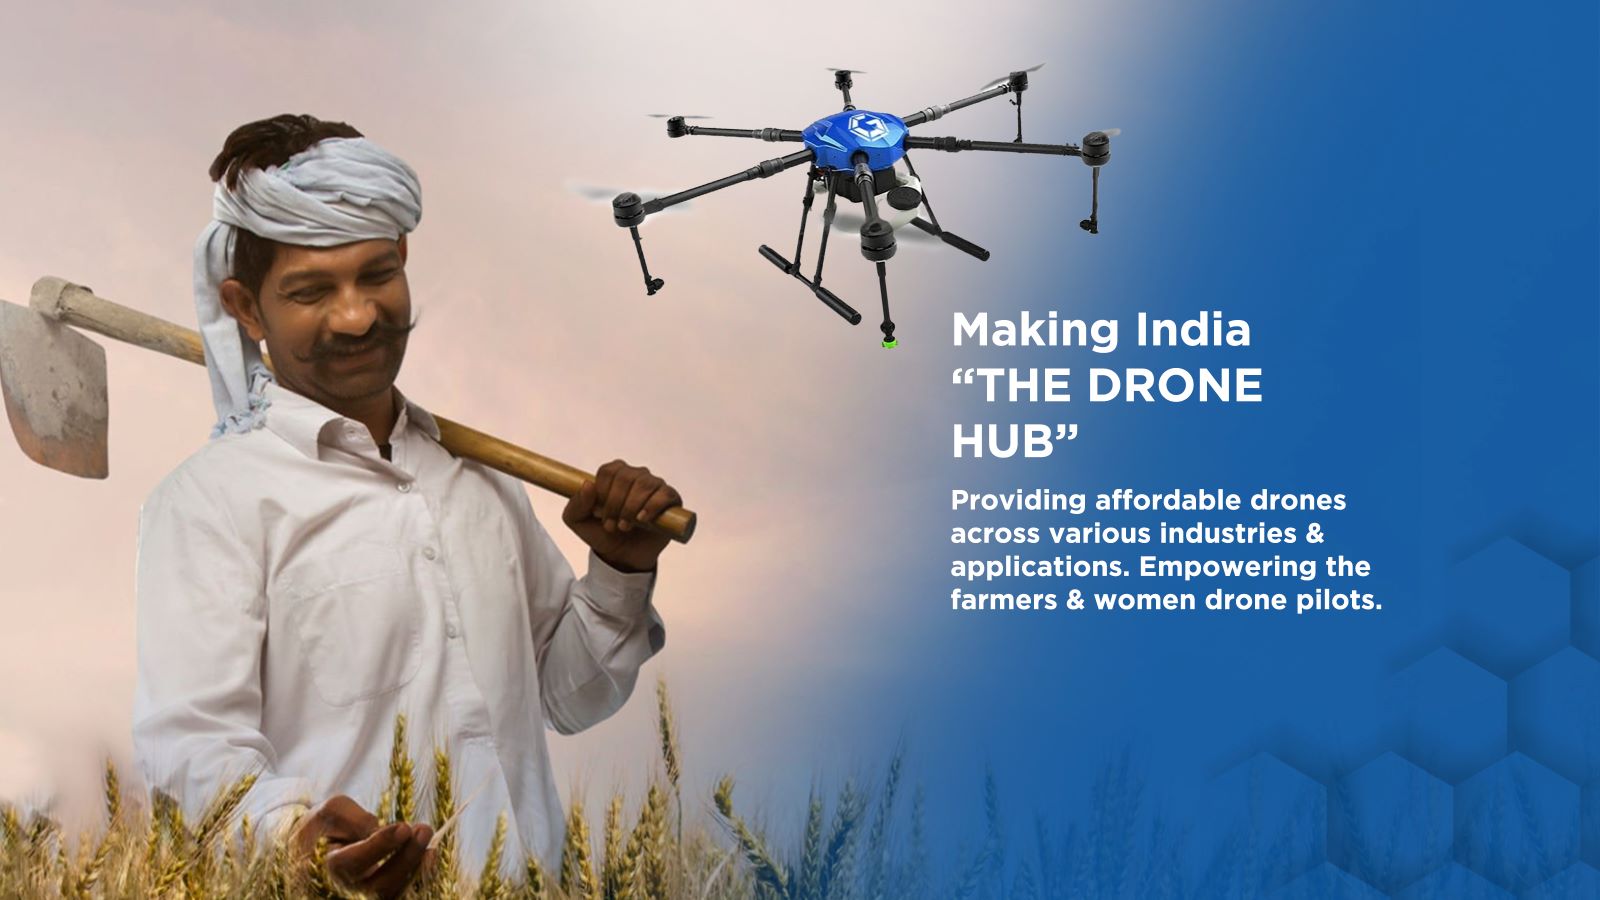 Making India
“THE DRONE
HUB”
Providing affordable drones
across various industries &
applications. Empowering the
farmers & women drone pilots.